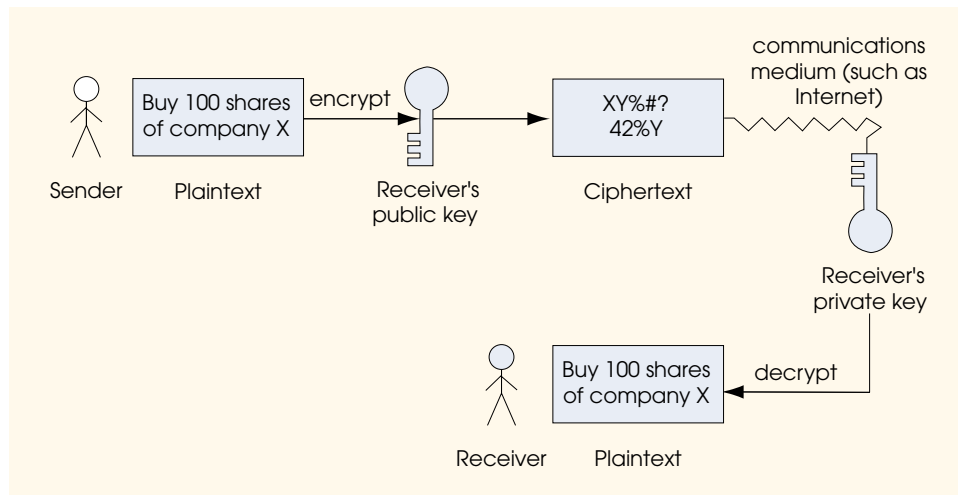 communications
medium (such as
Internet)
Buy 100 shares
of company X
encrypt
XY%#?
42%Y
Sender
Plaintext
Receiver's
public key
Ciphertext
Receiver's
private key
Buy 100 shares
of company X
decrypt
Receiver
Plaintext